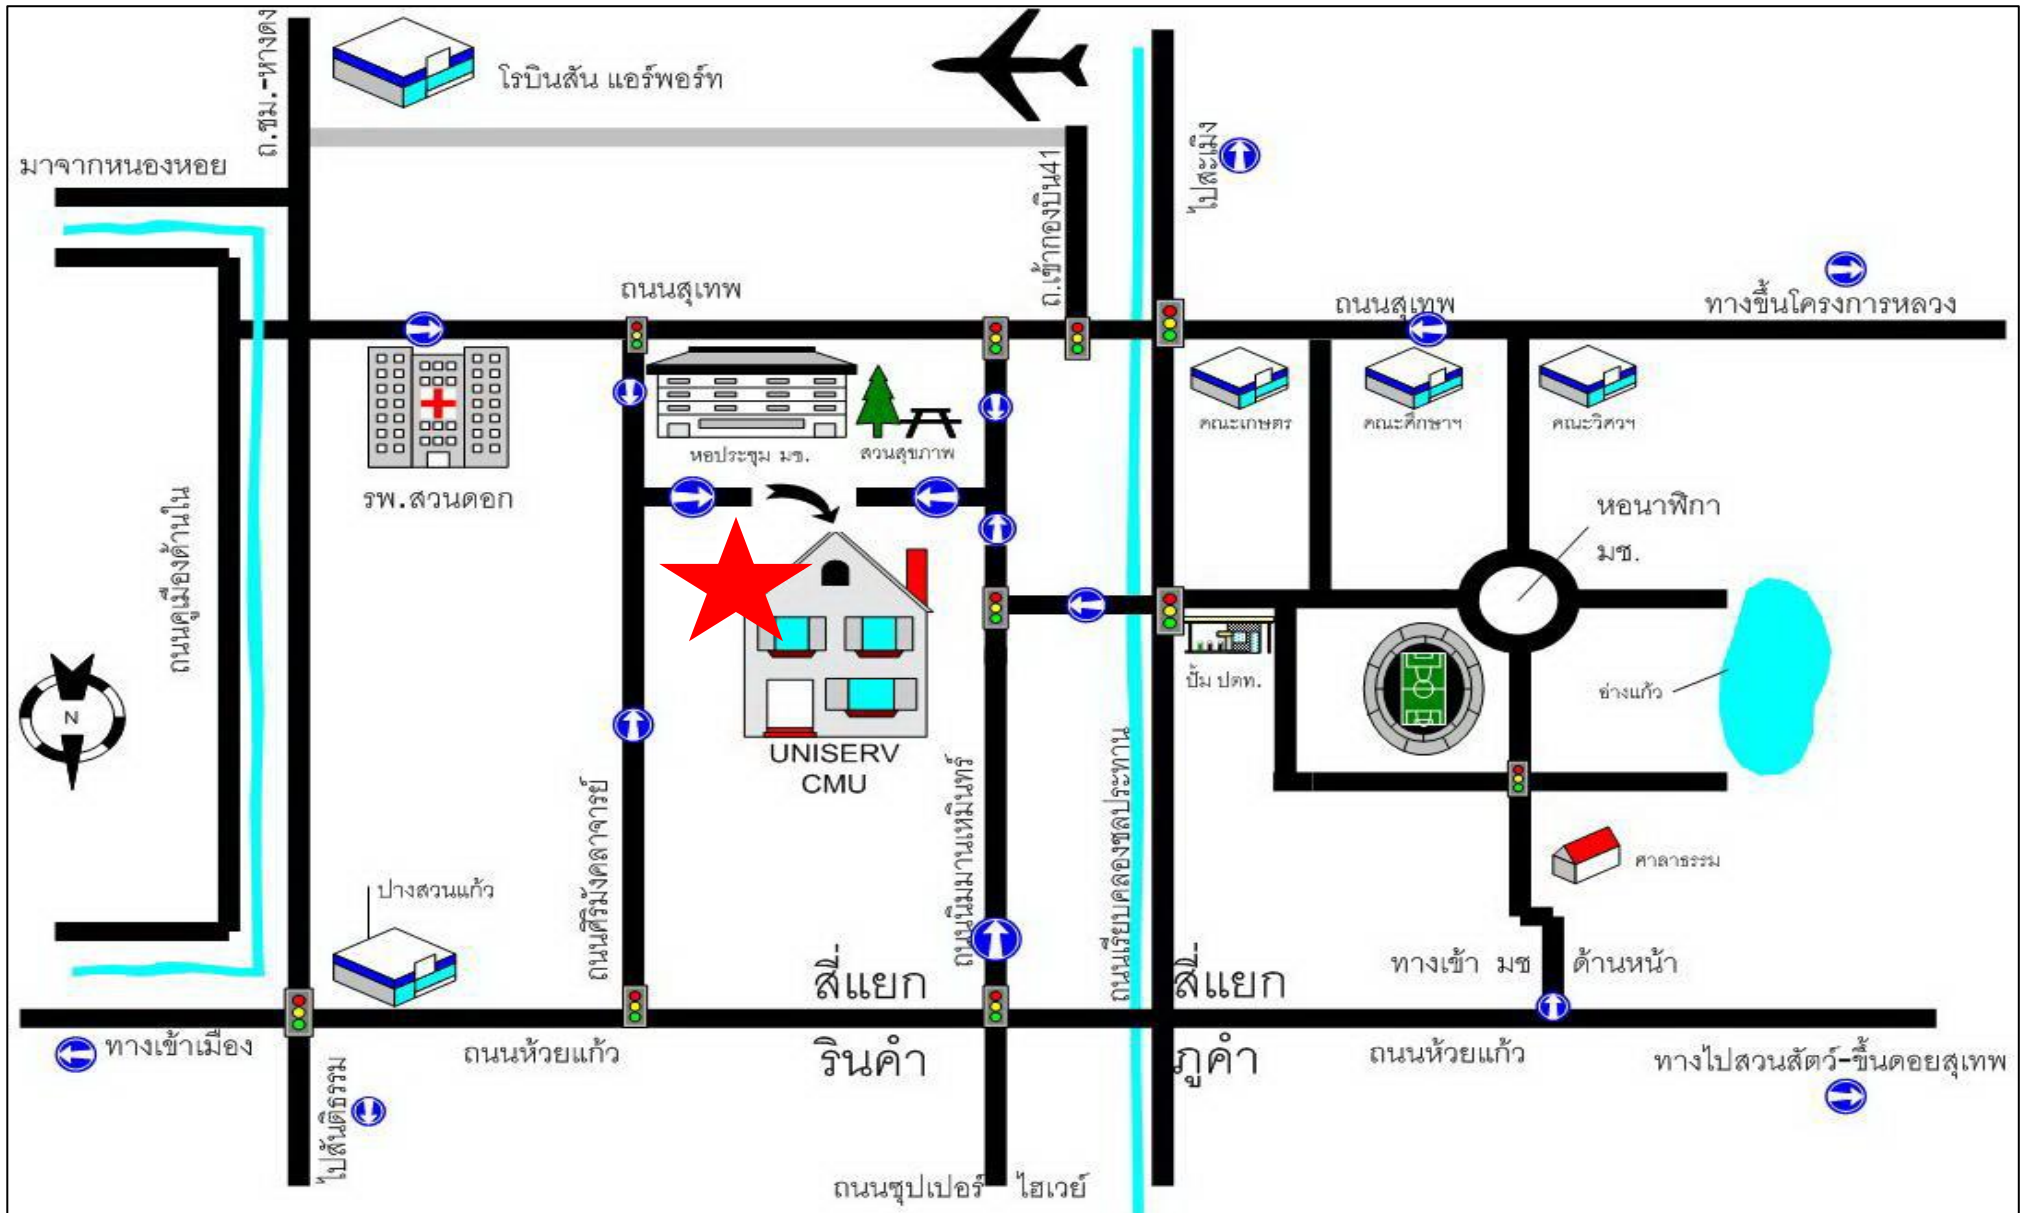 ถ.ชม.-หางดง
โรบินสัน แอร์พอร์ท
มาจากหนองหอย
ถ.เข้ากองบิน41
ไปสะเมิง
ถนนสุเทพ
ถนนสุเทพ
ทางขึ้นโครงการหลวง
คณะเกษตร
คณะศึกษาฯ
คณะวิศวฯ
หอประชุม มช.
สวนสุขภาพ
รพ.สวนดอก
หอนาฬิกา
มช.
ถนนคูเมืองด้านใน
N
ปั๊ม ปตท.
อ่างแก้ว
UNISERV
CMU
ถนนศิริมังคลาจารย์
ถนนนิมมานเหมินทร์
ถนนเรียบคลองชลประทาน
ศาลาธรรม
ปางสวนแก้ว
ทางเข้า มช ด้านหน้า
สี่แยก
รินคำ
สี่แยก
ภูคำ
ทางเข้าเมือง
ถนนห้วยแก้ว
ถนนห้วยแก้ว
ทางไปสวนสัตว์-ขึ้นดอยสุเทพ
ไปสันติธรรม
ถนนซุปเปอร์ ไฮเวย์